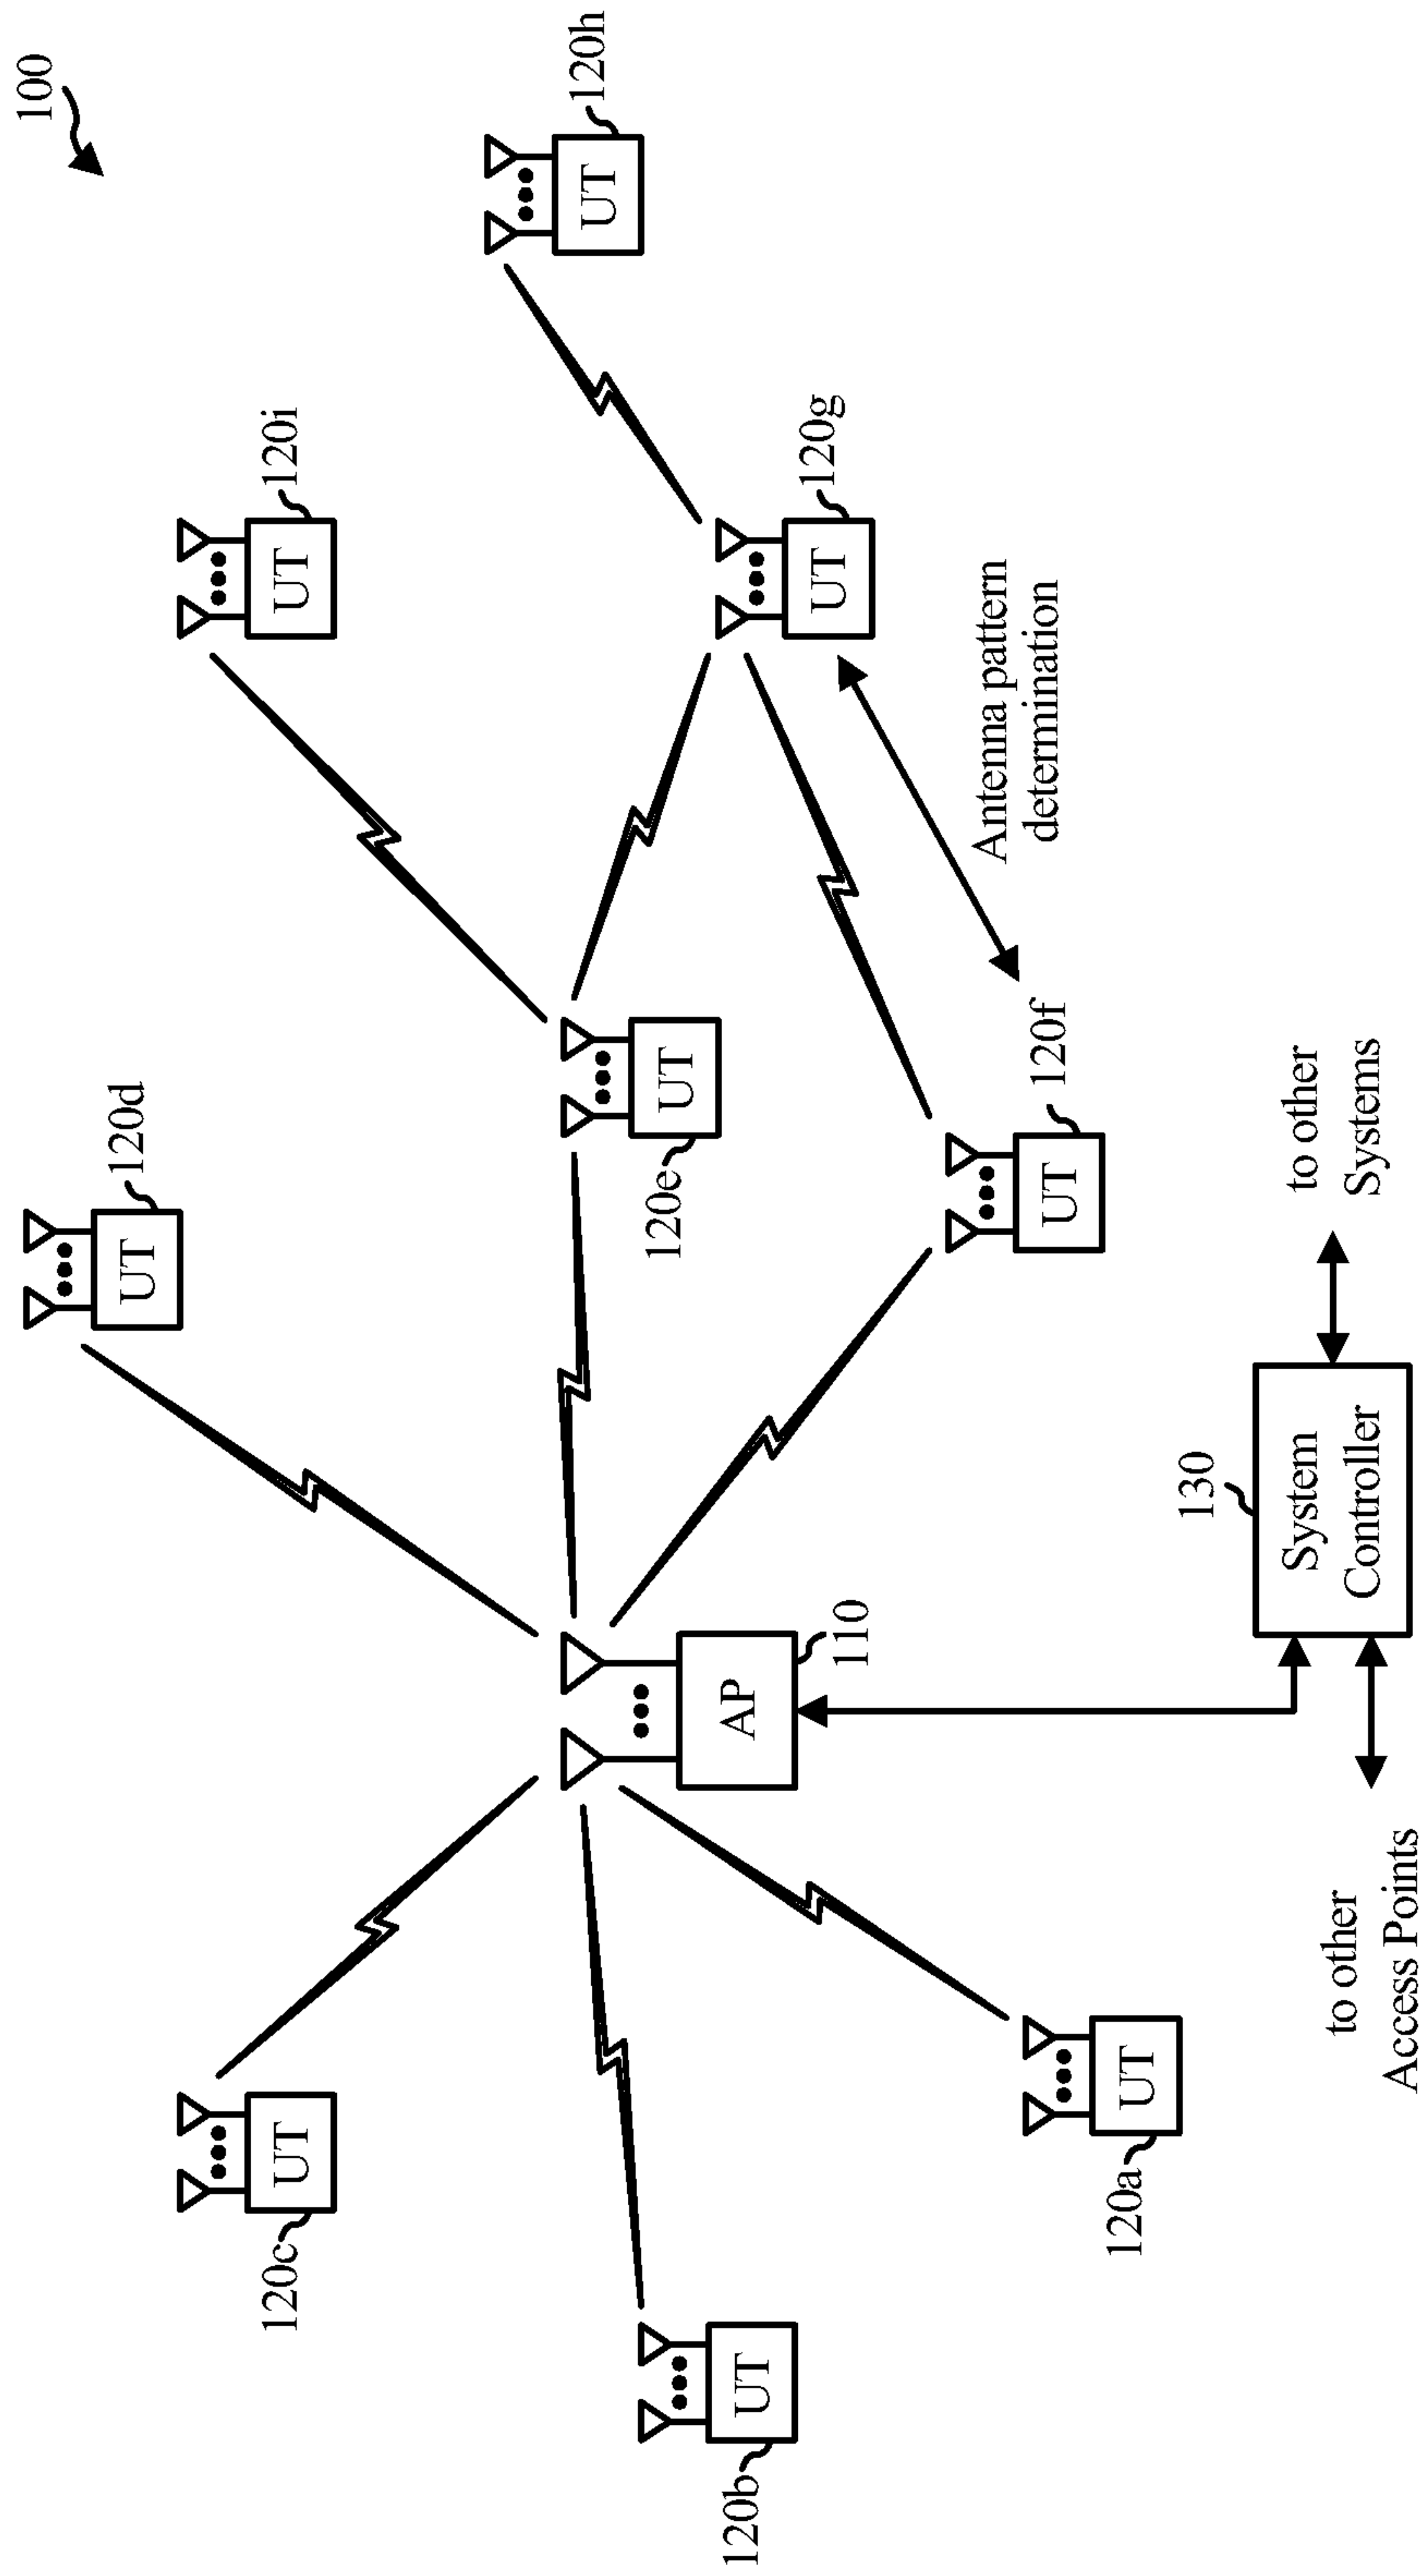 100
120d
UT
120i
UT
120c
UT
120h
UT
120e
UT
110
AP
120b
UT
120g
UT
Antenna pattern
determination
120f
UT
120a
UT
130
System
Controller
to other
Systems
to other
Access Points